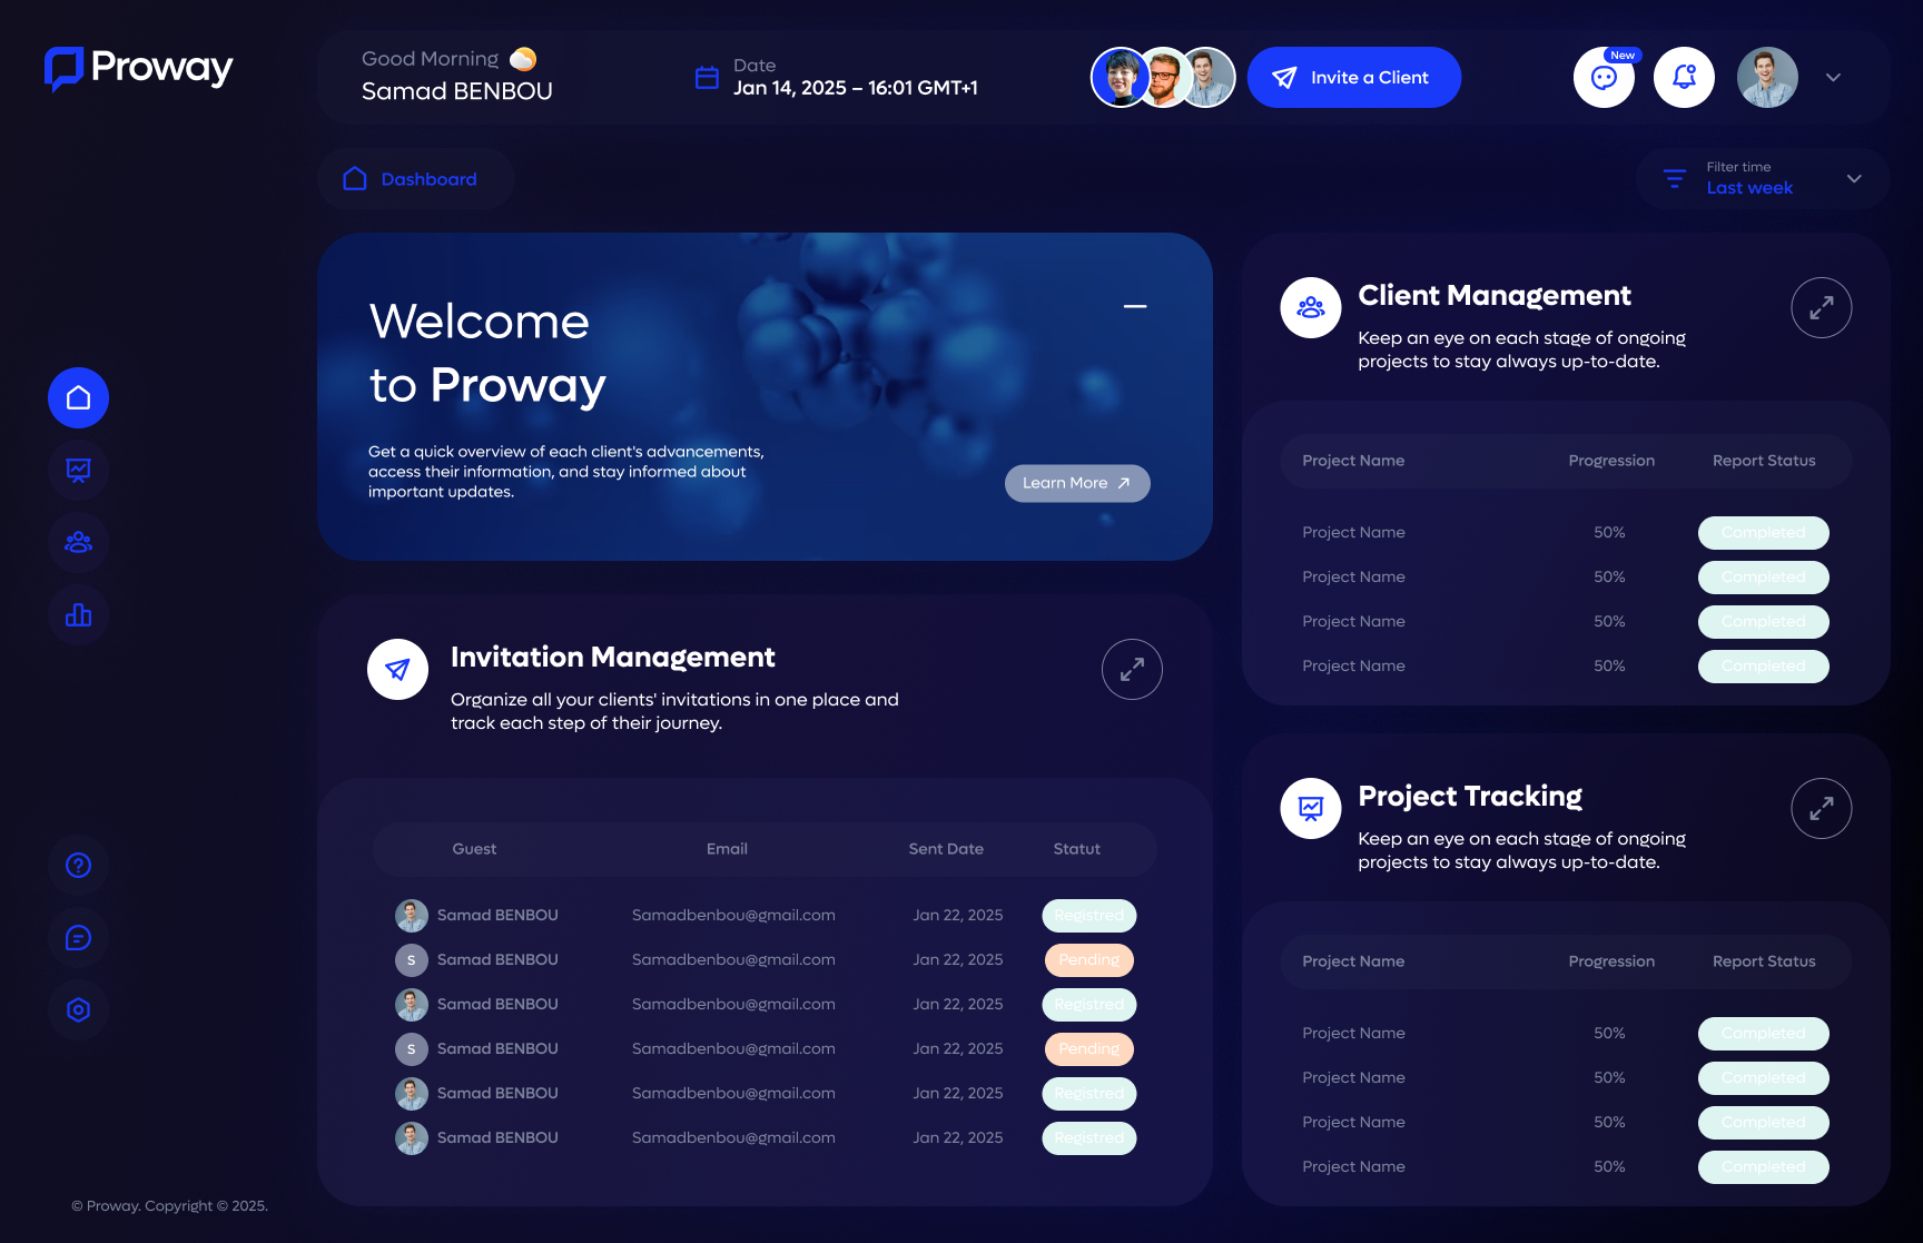 Proway
Good Morning
Samad BENBOU
Date
Jan 14, 2025 – 16:01 GMT+1
Invite a Client
New
Dashboard
Filter time
Last week
Welcome
to Proway
Get a quick overview of each client's advancements,
access their information, and stay informed about
important updates.
Learn More
Client Management
Keep an eye on each stage of ongoing
projects to stay always up-to-date.
Project Name Progression Report Status
Project Name 50% Completed
Project Name 50% Completed
Project Name 50% Completed
Project Name 50% Completed
Invitation Management
Organize all your clients' invitations in one place and
track each step of their journey.
Guest Email Sent Date Statut
Samad BENBOU Samadbenbou@gmail.com Jan 22, 2025 Registred
S Samad BENBOU Samadbenbou@gmail.com Jan 22, 2025 Pending
Samad BENBOU Samadbenbou@gmail.com Jan 22, 2025 Registred
S Samad BENBOU Samadbenbou@gmail.com Jan 22, 2025 Pending
Samad BENBOU Samadbenbou@gmail.com Jan 22, 2025 Registred
Samad BENBOU Samadbenbou@gmail.com Jan 22, 2025 Registred
Project Tracking
Keep an eye on each stage of ongoing
projects to stay always up-to-date.
Project Name Progression Report Status
Project Name 50% Completed
Project Name 50% Completed
Project Name 50% Completed
Project Name 50% Completed
© Proway. Copyright © 2025.